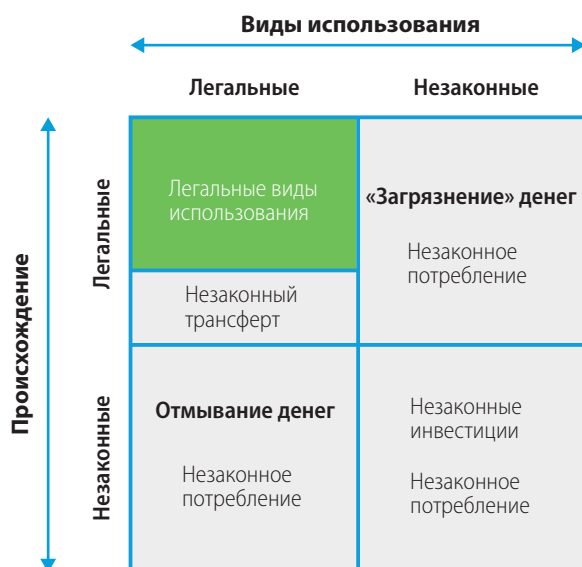 Виды использования
Легальные
Незаконные
Происхождение
Легальные
Легальные виды
использования
Незаконный
трансферт
«Загрязнение» денег
Незаконное
потребление
Незаконные
Отмывание денег
Незаконное
потребление
Незаконные
инвестиции
Незаконное
потребление